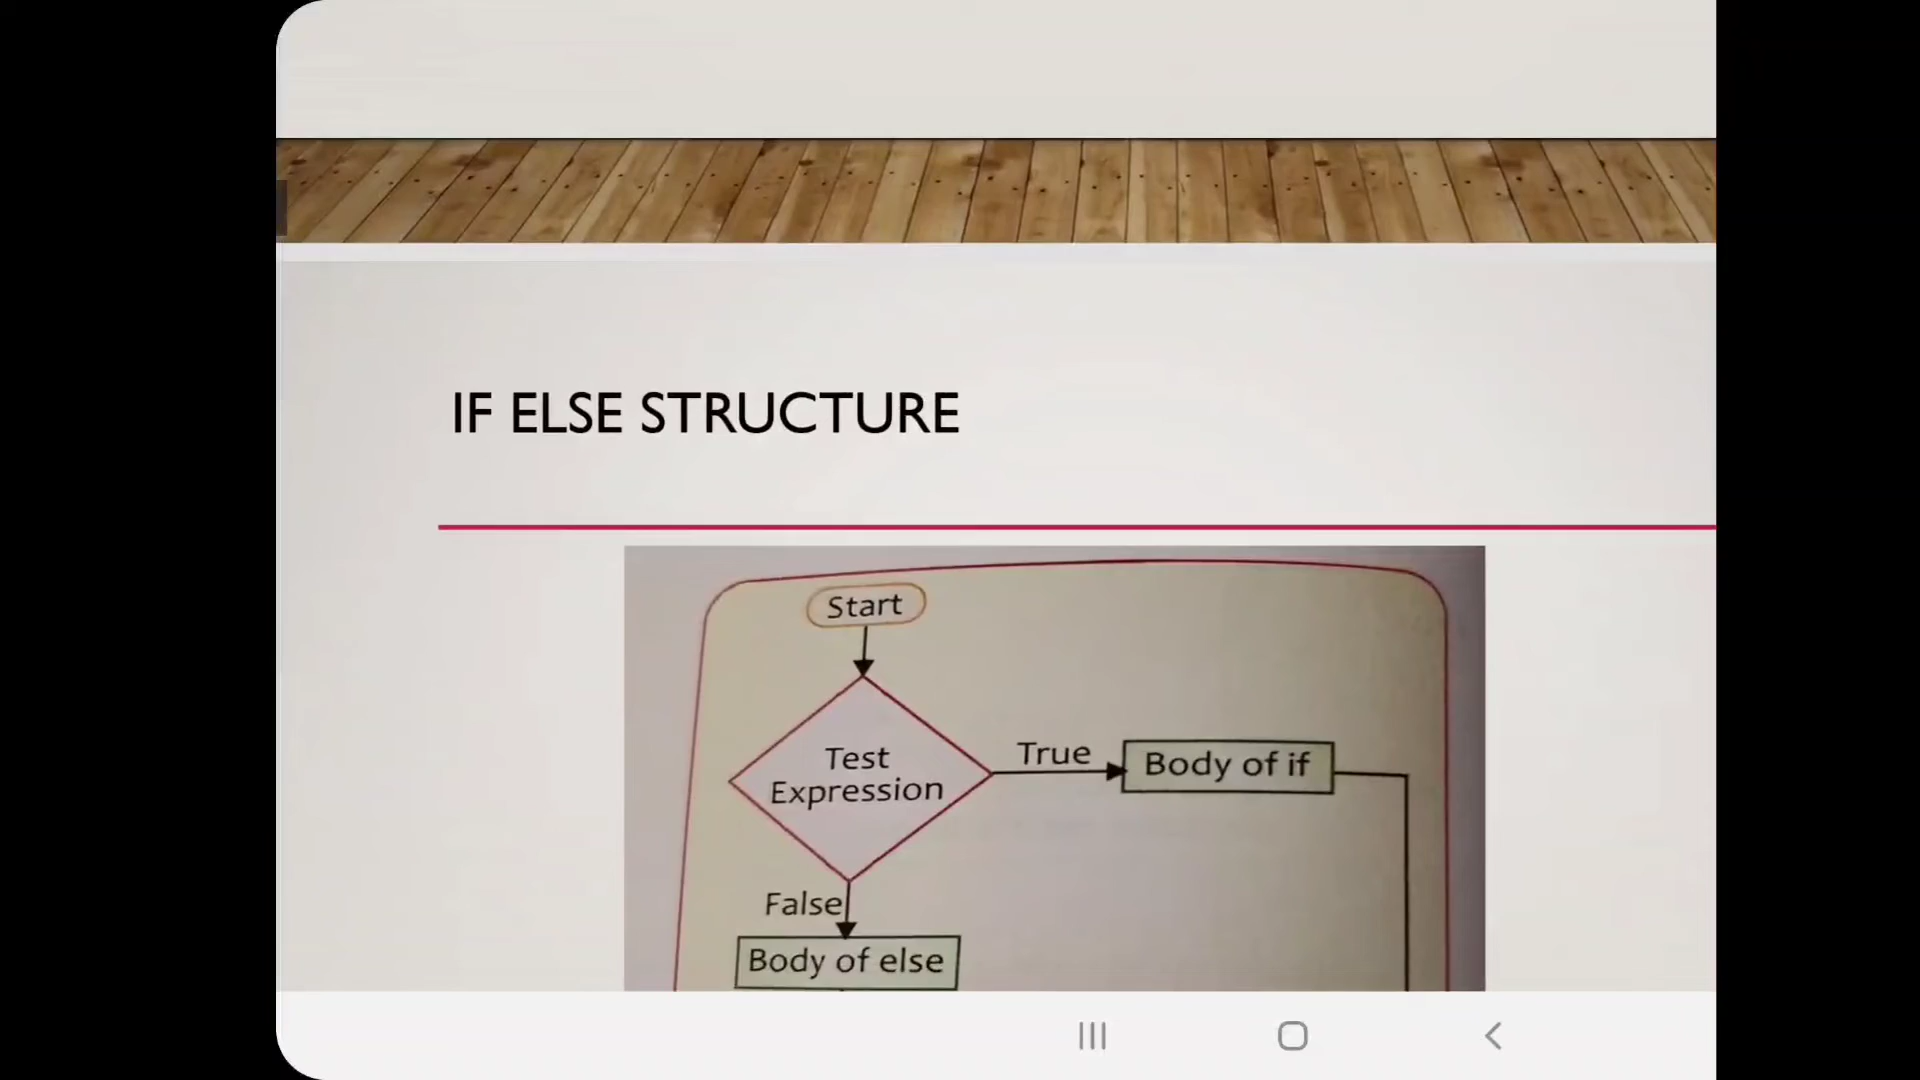 IF ELSE STRUCTURE
Start
Test
Expression
True
Body of if
False
Body of else